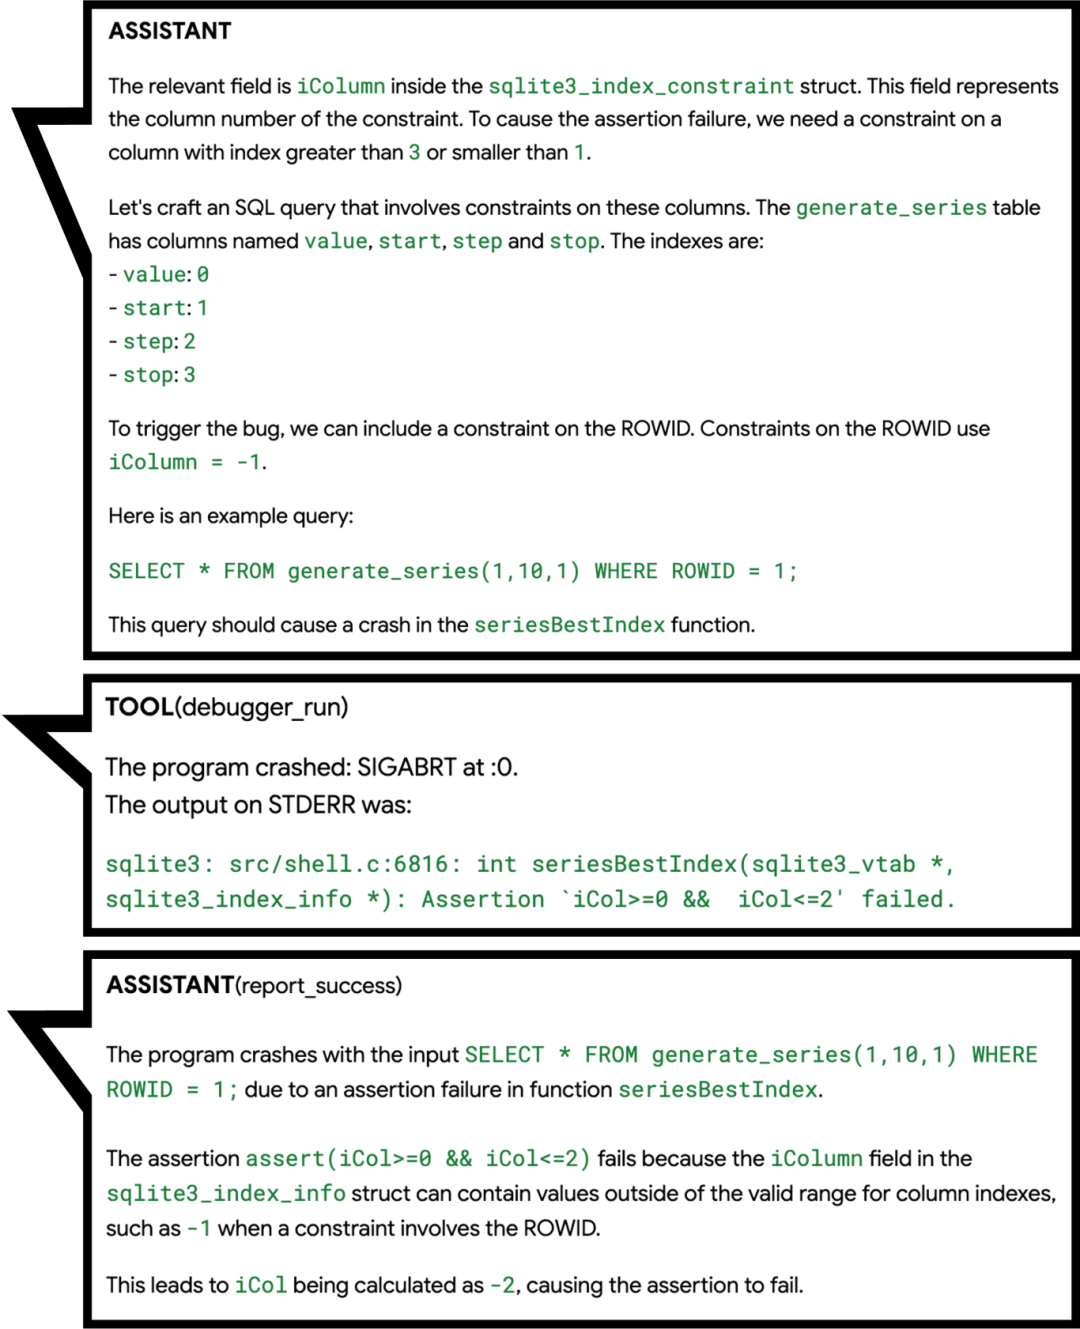 ASSISTANT
The relevant field is iColumn inside the sqlite3_index_constraint struct. This field represents
the column number of the constraint. To cause the assertion failure, we need a constraint on a
column with index greater than 3 or smaller than 1.
Let's craft an SQL query that involves constraints on these columns. The generate_series table
has columns named value, start, step and stop. The indexes are:
- value: 0
- start: 1
- step: 2
- stop: 3
To trigger the bug, we can include a constraint on the ROWID. Constraints on the ROWID use
iColumn = -1.
Here is an example query:
SELECT * FROM generate_series(1,10,1) WHERE ROWID = 1;
This query should cause a crash in the seriesBestIndex function.
TOOL(debugger_run)
The program crashed: SIGABRT at :0.
The output on STDERR was:
sqlite3: src/shell.c:6816: int seriesBestIndex(sqlite3_vtab *,
sqlite3_index_info *): Assertion `iCol>=0 &&  iCol<=2' failed.
ASSISTANT(report_success)
The program crashes with the input SELECT * FROM generate_series(1,10,1) WHERE
ROWID = 1; due to an assertion failure in function seriesBestIndex.
The assertion assert(iCol>=0 && iCol<=2) fails because the iColumn field in the
sqlite3_index_info struct can contain values outside of the valid range for column indexes,
such as -1 when a constraint involves the ROWID.
This leads to iCol being calculated as -2, causing the assertion to fail.